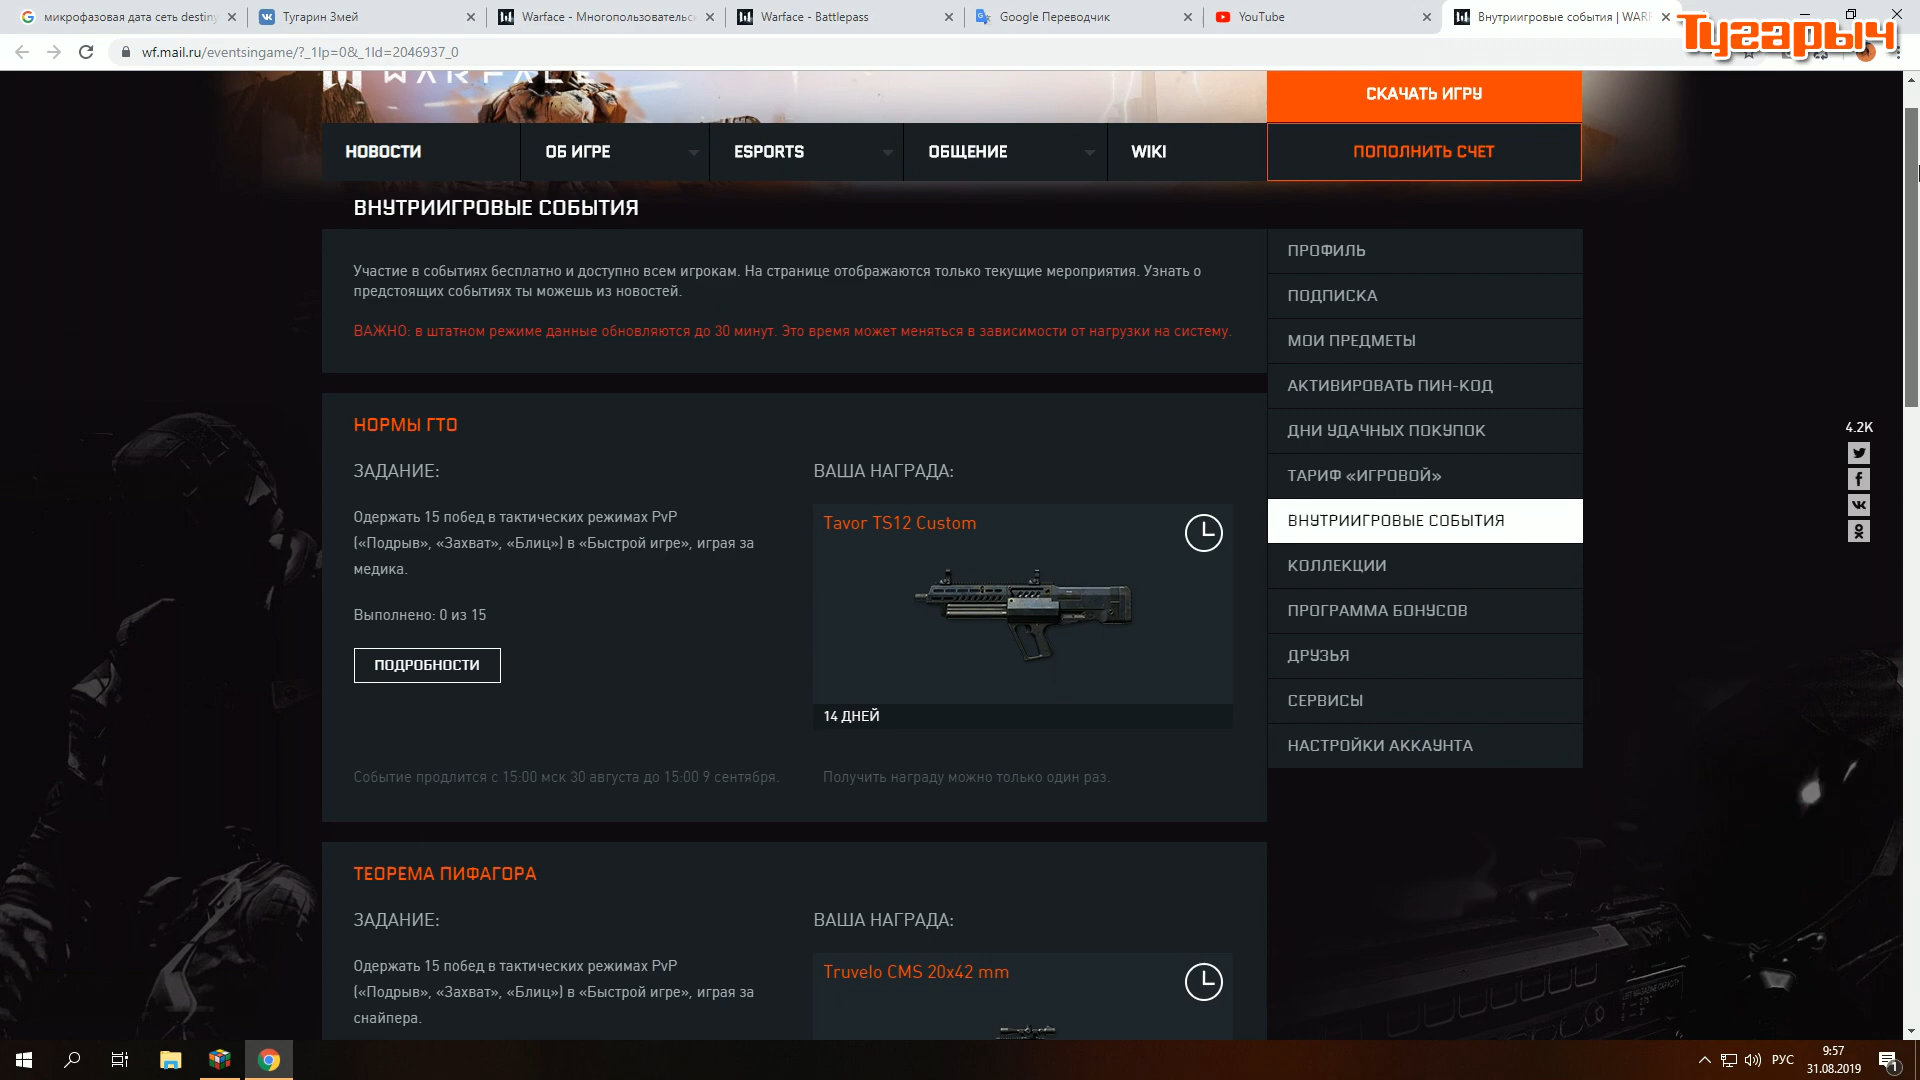 микрофазовая дата сеть destiny
Тугарин Змей
Warface - Многопользовательск
Warface - Battlepass
Google Переводчик
YouTube
Внутриигровые события | WARF
Тугарыч
wf.mail.ru/eventsingame/?_1lp=0&_1ld=2046937_0
WARFACE
СКАЧАТЬ ИГРУ
НОВОСТИ
ОБ ИГРЕ
ESPORTS
ОБЩЕНИЕ
WIKI
ПОПОЛНИТЬ СЧЕТ
ВНУТРИИГРОВЫЕ СОБЫТИЯ
Участие в событиях бесплатно и доступно всем игрокам. На странице отображаются только текущие мероприятия. Узнать о
предстоящих событиях ты можешь из новостей.
ВАЖНО: в штатном режиме данные обновляются до 30 минут. Это время может меняться в зависимости от нагрузки на систему.
НОРМЫ ГТО
ЗАДАНИЕ:
Одержать 15 побед в тактических режимах PvP
(«Подрыв», «Захват», «Блиц») в «Быстрой игре», играя за
медика.
Выполнено: 0 из 15
ПОДРОБНОСТИ
ВАША НАГРАДА:
Tavor TS12 Custom
14 ДНЕЙ
Событие продлится с 15:00 мск 30 августа до 15:00 9 сентября.
Получить награду можно только один раз.
ТЕОРЕМА ПИФАГОРА
ЗАДАНИЕ:
Одержать 15 побед в тактических режимах PvP
(«Подрыв», «Захват», «Блиц») в «Быстрой игре», играя за
снайпера.
ВАША НАГРАДА:
Truvelo CMS 20x42 mm
ПРОФИЛЬ
ПОДПИСКА
МОИ ПРЕДМЕТЫ
АКТИВИРОВАТЬ ПИН-КОД
ДНИ УДАЧНЫХ ПОКУПОК
ТАРИФ «ИГРОВОЙ»
ВНУТРИИГРОВЫЕ СОБЫТИЯ
КОЛЛЕКЦИИ
ПРОГРАММА БОНУСОВ
ДРУЗЬЯ
СЕРВИСЫ
НАСТРОЙКИ АККАУНТА
4.2K
РУС
9:57
31.08.2019
1